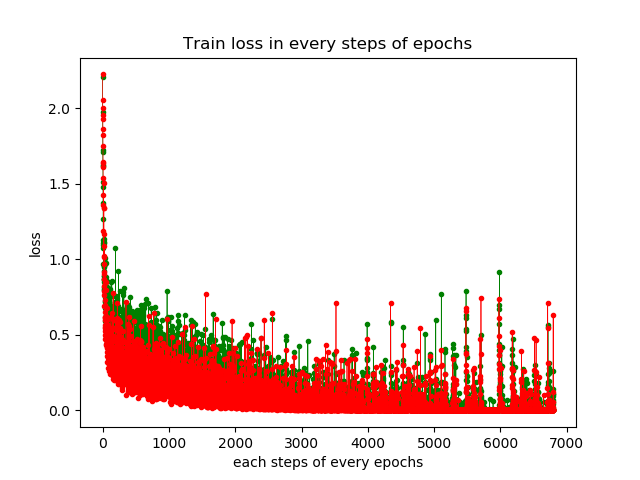 Train loss in every steps of epochs
loss
2.0
1.5
1.0
0.5
0.0
0 1000 2000 3000 4000 5000 6000 7000
each steps of every epochs